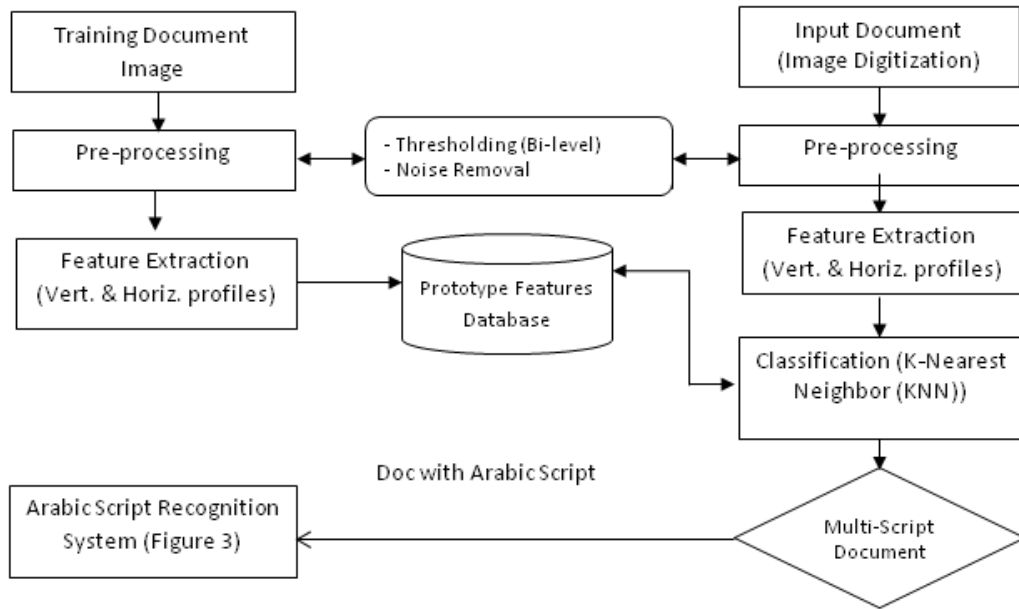 Training Document
Image
Input Document
(Image Digitization)
Pre-processing
- Thresholding (Bi-level)
- Noise Removal
Pre-processing
Feature Extraction
(Vert. & Horiz. profiles)
Prototype Features
Database
Feature Extraction
(Vert. & Horiz. profiles)
Classification (K-Nearest
Neighbor (KNN))
Doc with Arabic Script
Arabic Script Recognition
System (Figure 3)
Multi-Script
Document